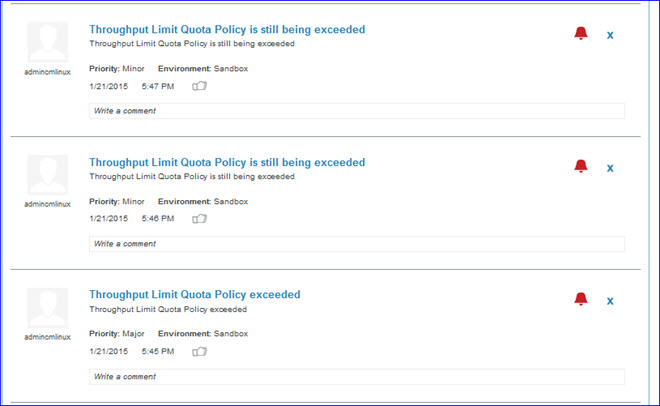 Throughput Limit Quota Policy is still being exceeded
X
Throughput Limit Quota Policy is still being exceeded
admincmlinux
Priority: Minor Environment: Sandbox
1/21/2015 5:47 PM
Write a comment
Throughput Limit Quota Policy is still being exceeded
X
Throughput Limit Quota Policy is still being exceeded
admincmlinux
Priority: Minor Environment: Sandbox
1/21/2015 5:46 PM
Write a comment
Throughput Limit Quota Policy exceeded
X
Throughput Limit Quota Policy exceeded
admincmlinux
Priority: Major Environment: Sandbox
1/21/2015 5:45 PM
Write a comment